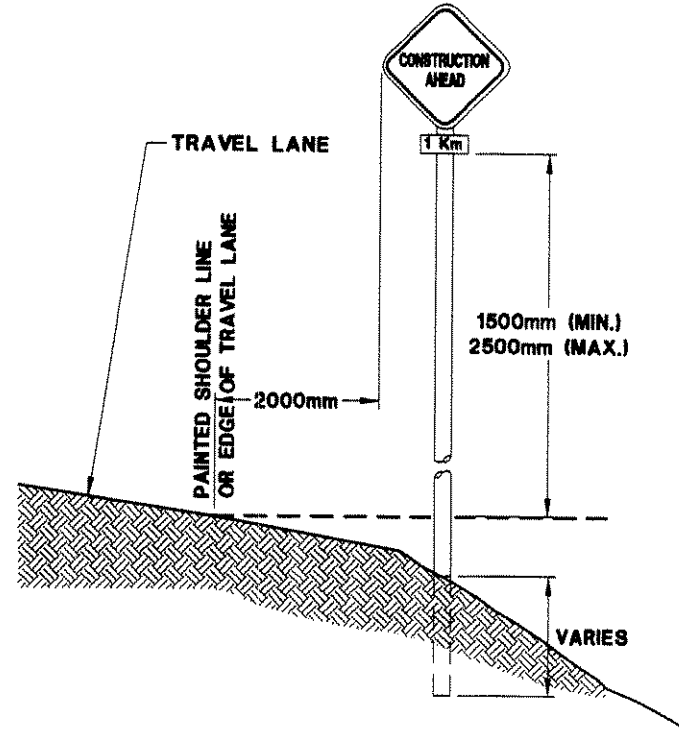 CONSTRUCTION
AHEAD
1 Km
TRAVEL LANE
PAINTED SHOULDER LINE
OR EDGE OF TRAVEL LANE
2000mm
1500mm (MIN.)
2500mm (MAX.)
VARIES